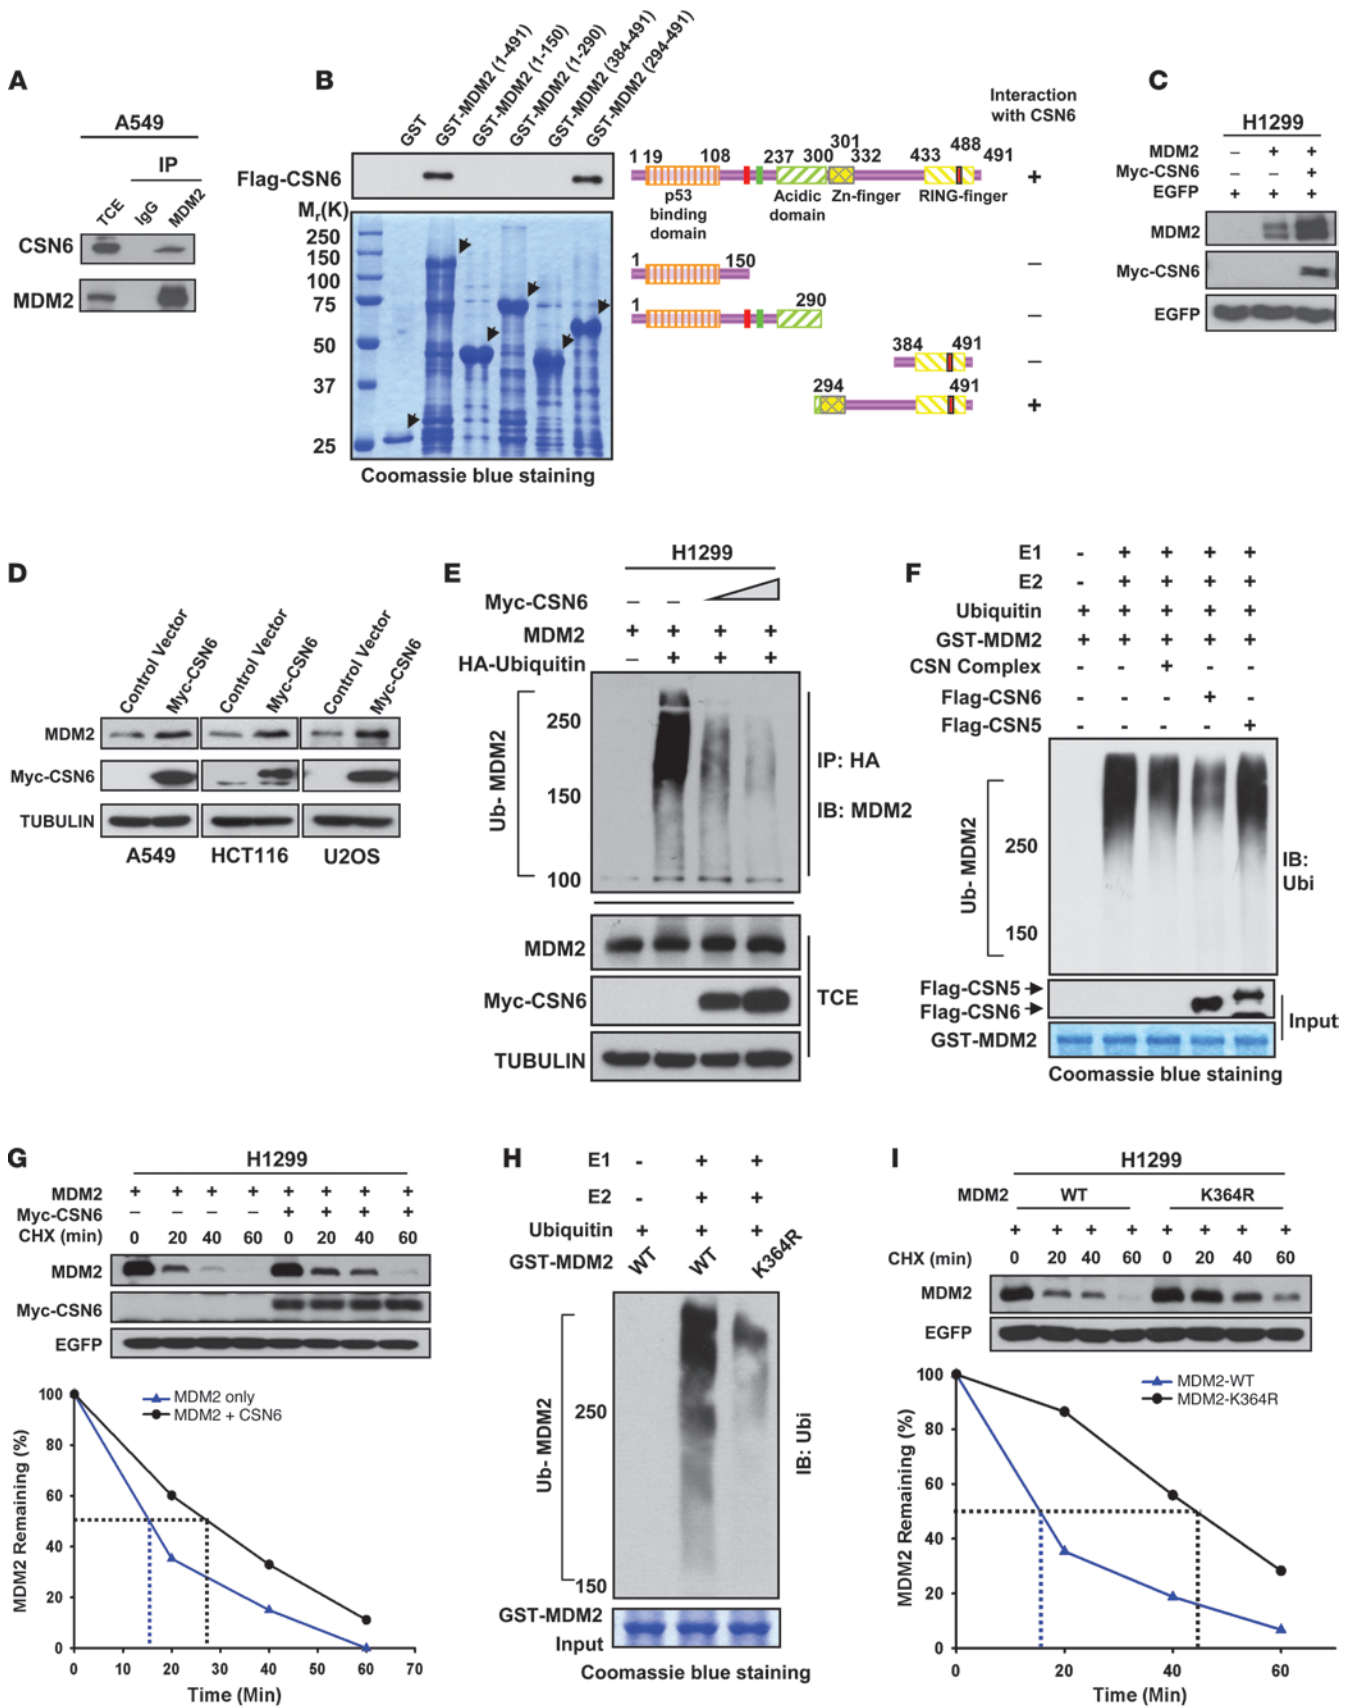 A
A549
IP
TCE
IgG
MDM2
CSN6
MDM2
B
GST
GST-MDM2 (1-491)
GST-MDM2 (1-150)
GST-MDM2 (1-290)
GST-MDM2 (384-491)
GST-MDM2 (294-491)
Flag-CSN6
Mr(K)
250
150
100
75
50
37
25
Coomassie blue staining
Interaction
with CSN6
1 19 108 237 300 301 332 433 488 491
+
p53
binding
domain
Acidic
domain
Zn-finger
RING-finger
1 150 –
1 290 –
384 491 –
294 491 +
C
H1299
MDM2 – + +
Myc-CSN6 – – +
EGFP + + +
MDM2
Myc-CSN6
EGFP
D
Control Vector
Myc-CSN6
Control Vector
Myc-CSN6
Control Vector
Myc-CSN6
MDM2
Myc-CSN6
TUBULIN
A549 HCT116 U2OS
E
H1299
Myc-CSN6 – –
MDM2 + + + +
HA-Ubiquitin – + + +
Ub- MDM2
250
150
100
IP: HA
IB: MDM2
MDM2
Myc-CSN6
TUBULIN
TCE
F
E1 - + + + +
E2 - + + + +
Ubiquitin + + + + +
GST-MDM2 + + + + +
CSN Complex - - + - -
Flag-CSN6 - - - + -
Flag-CSN5 - - - - +
Ub- MDM2
250
150
IB:
Ubi
Flag-CSN5
Flag-CSN6
GST-MDM2
Input
Coomassie blue staining
G
H1299
MDM2 + + + + + + + +
Myc-CSN6 – – – – + + + +
CHX (min) 0 20 40 60 0 20 40 60
MDM2
Myc-CSN6
EGFP
MDM2 only
MDM2 + CSN6
MDM2 Remaining (%)
100
80
60
40
20
0
0 10 20 30 40 50 60 70
Time (Min)
H
E1 - + +
E2 - + +
Ubiquitin + + +
GST-MDM2 WT WT K364R
Ub- MDM2
250
150
IB: Ubi
GST-MDM2
Input
Coomassie blue staining
I
H1299
MDM2 WT K364R
+ + + + + + + +
CHX (min) 0 20 40 60 0 20 40 60
MDM2
EGFP
MDM2-WT
MDM2-K364R
MDM2 Remaining (%)
100
80
60
40
20
0
0 20 40 60
Time (Min)